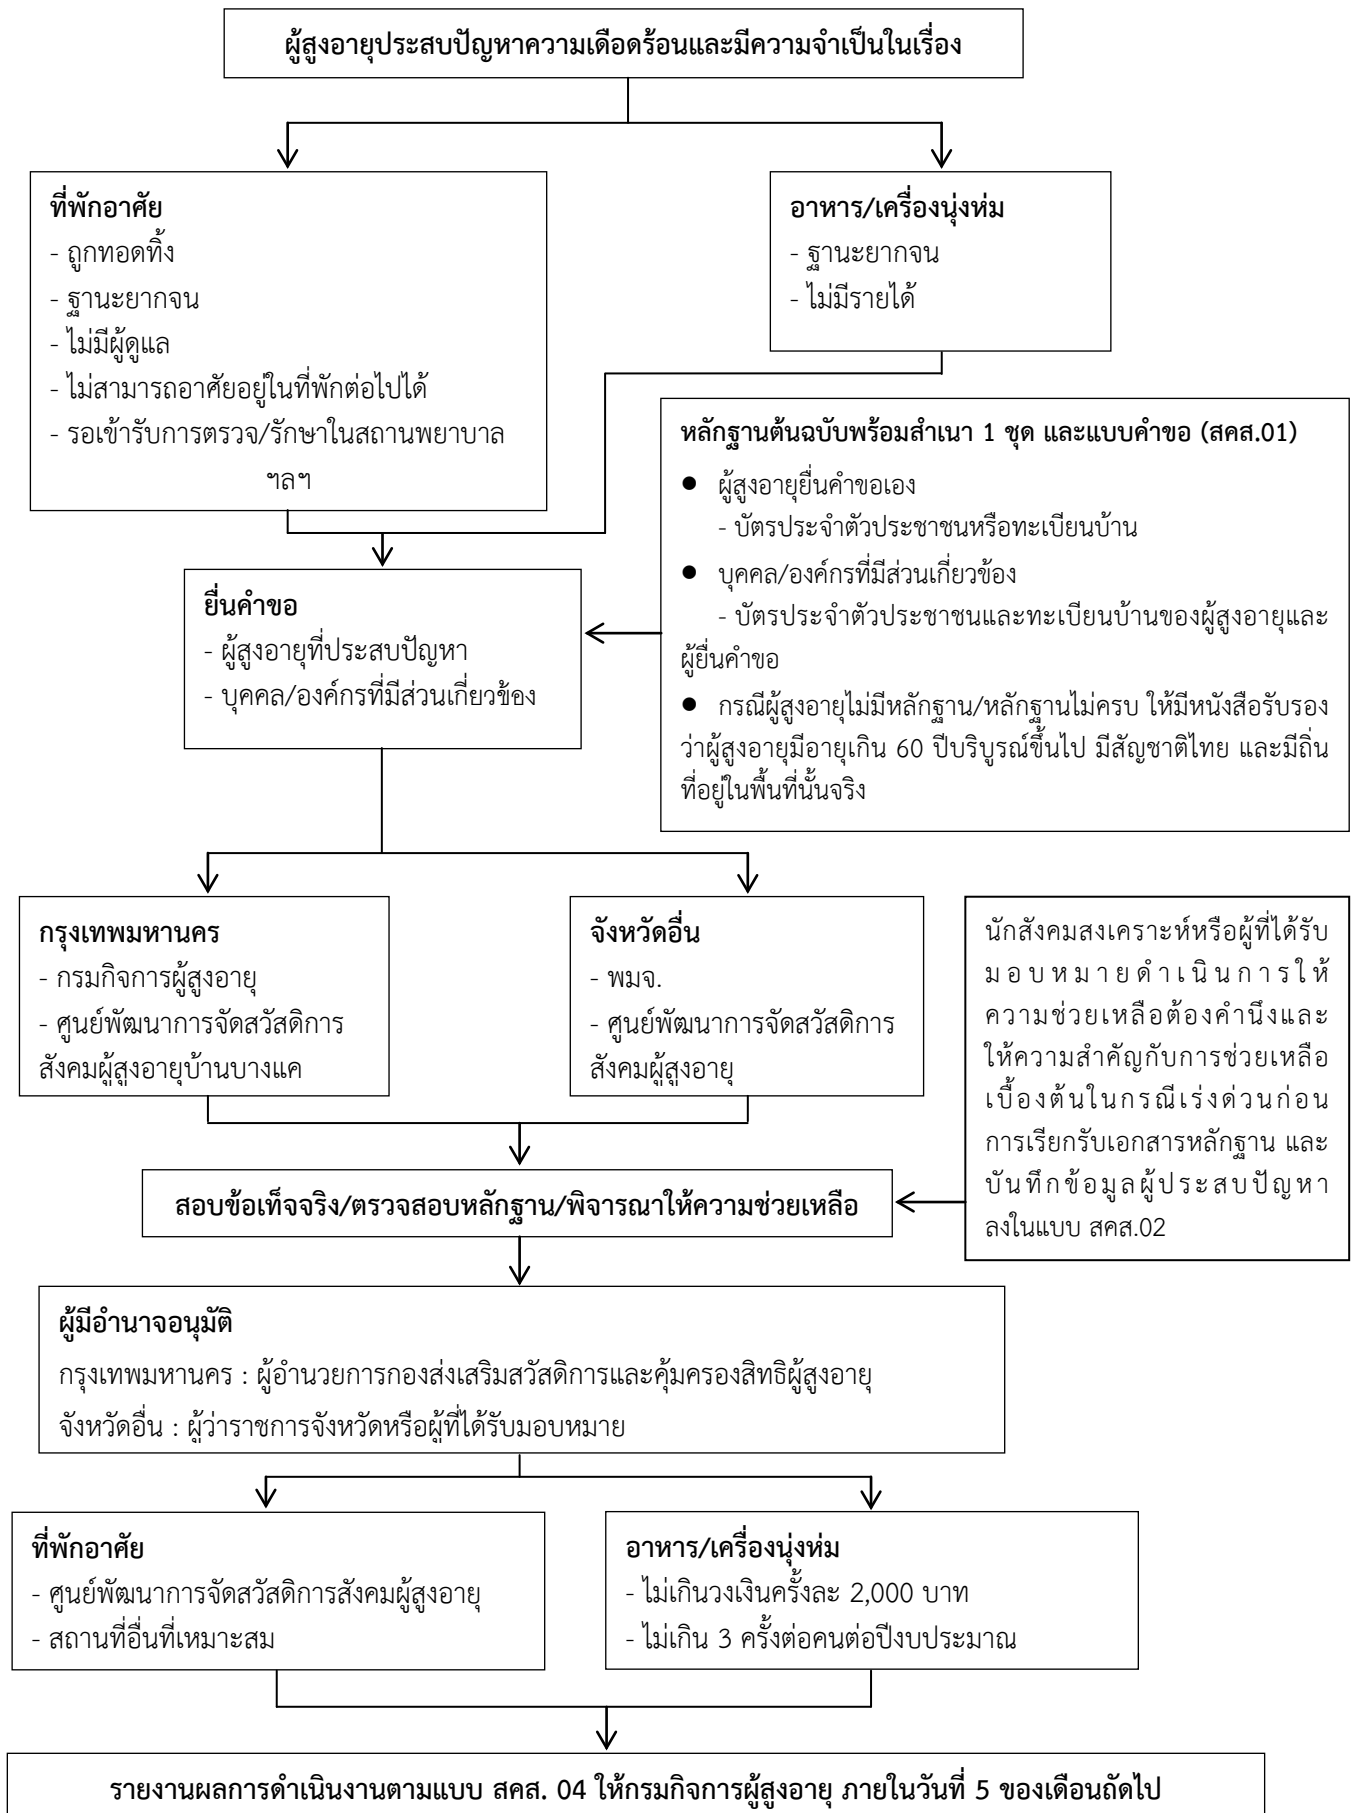 ผู้สูงอายุประสบปัญหาความเดือดร้อนและมีความจำเป็นในเรื่อง
ที่พักอาศัย
- ถูกทอดทิ้ง
- ฐานะยากจน
- ไม่มีผู้ดูแล
- ไม่สามารถอาศัยอยู่ในที่พักต่อไปได้
- รอเข้ารับการตรวจ/รักษาในสถานพยาบาล
ฯลฯ
อาหาร/เครื่องนุ่งห่ม
- ฐานะยากจน
- ไม่มีรายได้
หลักฐานต้นฉบับพร้อมสำเนา 1 ชุด และแบบคำขอ (สคส.01)
● ผู้สูงอายุยื่นคำขอเอง
- บัตรประจำตัวประชาชนหรือทะเบียนบ้าน
● บุคคล/องค์กรที่มีส่วนเกี่ยวข้อง
- บัตรประจำตัวประชาชนและทะเบียนบ้านของผู้สูงอายุและ
ผู้ยื่นคำขอ
● กรณีผู้สูงอายุไม่มีหลักฐาน/หลักฐานไม่ครบ ให้มีหนังสือรับรอง
ว่าผู้สูงอายุมีอายุเกิน 60 ปีบริบูรณ์ขึ้นไป มีสัญชาติไทย และมีถิ่น
ที่อยู่ในพื้นที่นั้นจริง
ยื่นคำขอ
- ผู้สูงอายุที่ประสบปัญหา
- บุคคล/องค์กรที่มีส่วนเกี่ยวข้อง
กรุงเทพมหานคร
- กรมกิจการผู้สูงอายุ
- ศูนย์พัฒนาการจัดสวัสดิการ
สังคมผู้สูงอายุบ้านบางแค
จังหวัดอื่น
- พมจ.
- ศูนย์พัฒนาการจัดสวัสดิการ
สังคมผู้สูงอายุ
นักสังคมสงเคราะห์หรือผู้ที่ได้รับ
มอบหมายดำเนินการให้
ความช่วยเหลือต้องคำนึงและ
ให้ความสำคัญกับการช่วยเหลือ
เบื้องต้นในกรณีเร่งด่วนก่อน
การเรียกรับเอกสารหลักฐาน และ
บันทึกข้อมูลผู้ประสบปัญหา
ลงในแบบ สคส.02
สอบข้อเท็จจริง/ตรวจสอบหลักฐาน/พิจารณาให้ความช่วยเหลือ
ผู้มีอำนาจอนุมัติ
กรุงเทพมหานคร : ผู้อำนวยการกองส่งเสริมสวัสดิการและคุ้มครองสิทธิผู้สูงอายุ
จังหวัดอื่น : ผู้ว่าราชการจังหวัดหรือผู้ที่ได้รับมอบหมาย
ที่พักอาศัย
- ศูนย์พัฒนาการจัดสวัสดิการสังคมผู้สูงอายุ
- สถานที่อื่นที่เหมาะสม
อาหาร/เครื่องนุ่งห่ม
- ไม่เกินวงเงินครั้งละ 2,000 บาท
- ไม่เกิน 3 ครั้งต่อคนต่อปีงบประมาณ
รายงานผลการดำเนินงานตามแบบ สคส. 04 ให้กรมกิจการผู้สูงอายุ ภายในวันที่ 5 ของเดือนถัดไป